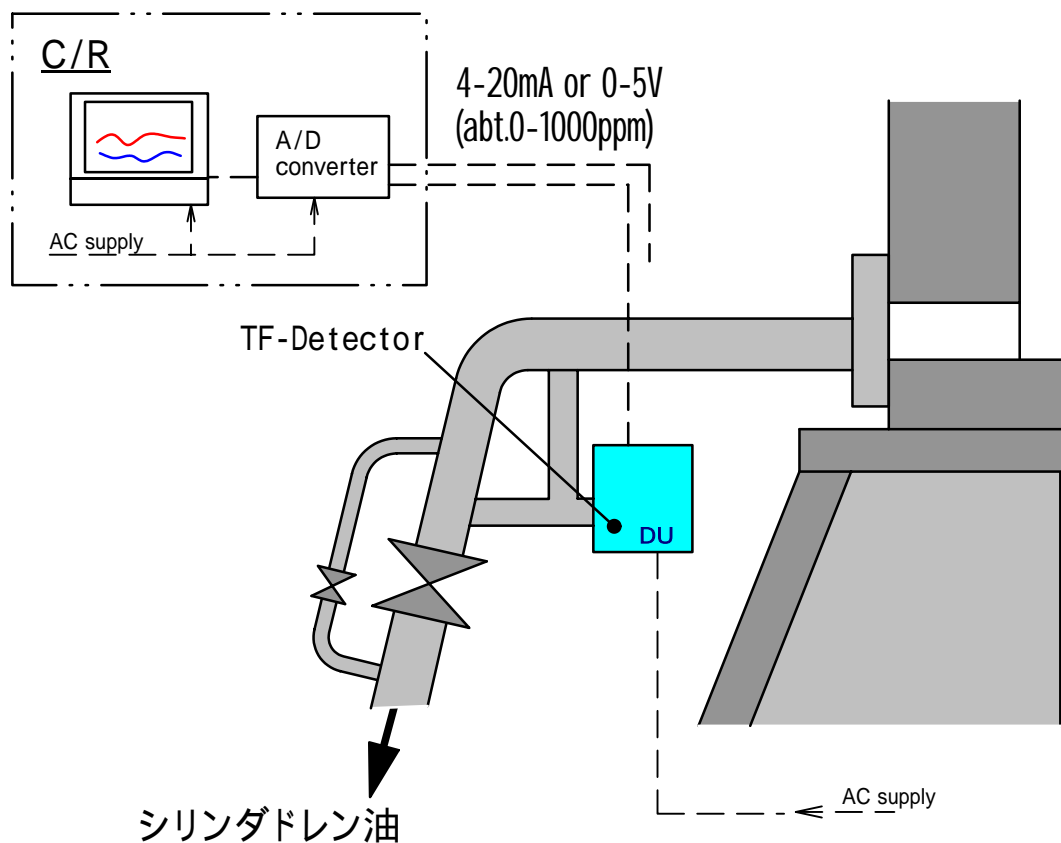 C/R
4-20mA or 0-5V
(abt.0-1000ppm)
A/D
converter
AC supply
TF-Detector
DU
AC supply
シリンダドレン油